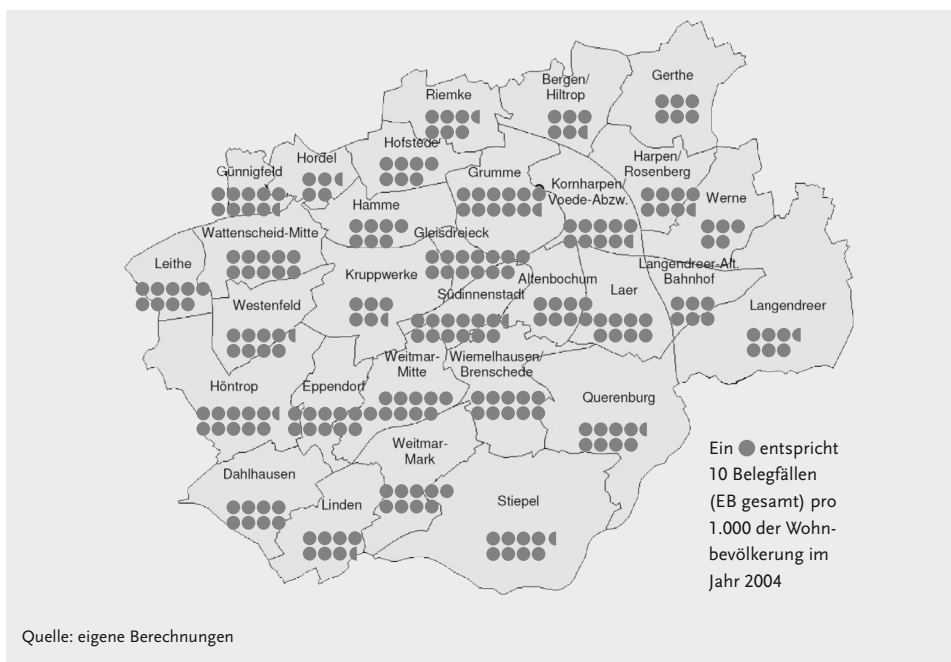 Gerthe
Bergen/
Hiltrop
Riemke
Hofstede
Hordel
Harpen/
Rosenberg
Günnigfeld
Grumme
Kornharpen/
Voede-Abzw.
Werne
Hamme
Wattenscheid-Mitte
Gleisdreieck
Leithe
Kruppwerke
Langendreer-Alt.
Bahnhof
Altenbochum
Laer
Südinnenstadt
Westenfeld
Langendreer
Weitmar-
Mitte
Wiemelhausen/
Brenschede
Höntrop
Eppendorf
Querenburg
Weitmar-
Mark
Dahlhausen
Linden
Stiepel
Ein entspricht
10 Belegfällen
(EB gesamt) pro
1.000 der Wohn-
bevölkerung im
Jahr 2004
Quelle: eigene Berechnungen